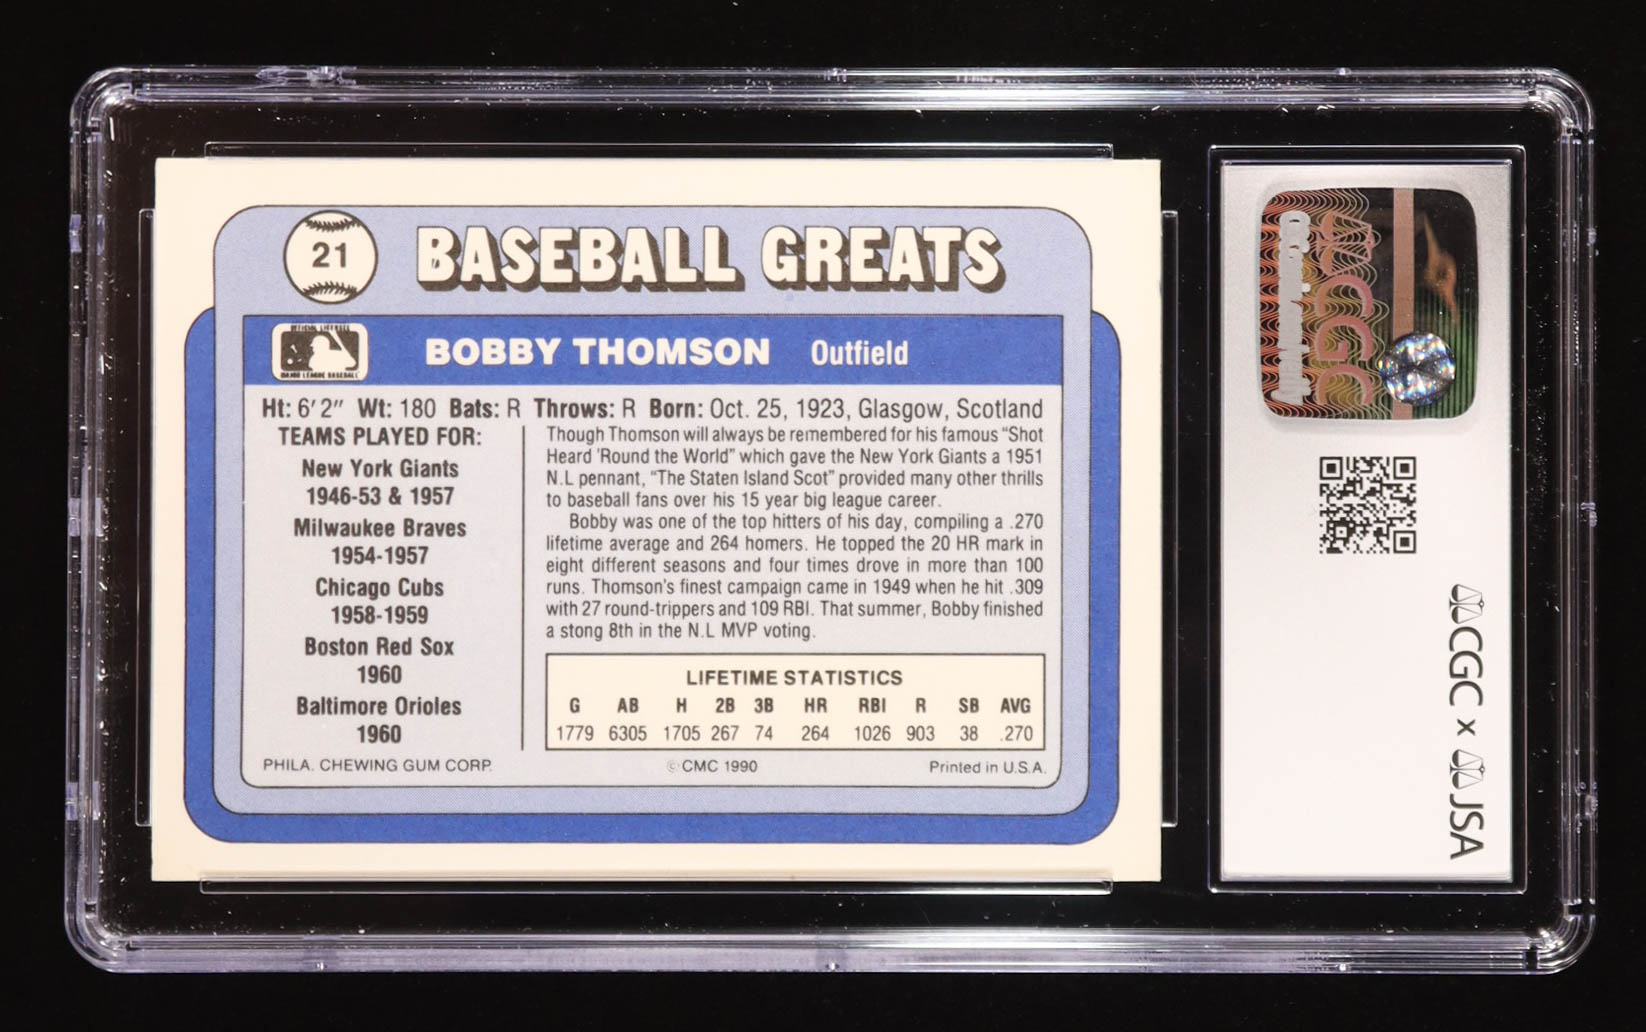 21
BASEBALL GREATS
OFFICIAL LICENSEE
MAJOR LEAGUE BASEBALL
BOBBY THOMSON Outfield
Ht: 6' 2" Wt: 180 Bats: R Throws: R Born: Oct. 25, 1923, Glasgow, Scotland
TEAMS PLAYED FOR:
New York Giants
1946-53 & 1957
Milwaukee Braves
1954-1957
Chicago Cubs
1958-1959
Boston Red Sox
1960
Baltimore Orioles
1960
Though Thomson will always be remembered for his famous "Shot
Heard 'Round the World" which gave the New York Giants a 1951
N.L pennant, "The Staten Island Scot" provided many other thrills
to baseball fans over his 15 year big league career.
Bobby was one of the top hitters of his day, compiling a .270
lifetime average and 264 homers. He topped the 20 HR mark in
eight different seasons and four times drove in more than 100
runs. Thomson's finest campaign came in 1949 when he hit .309
with 27 round-trippers and 109 RBI. That summer, Bobby finished
a stong 8th in the N.L MVP voting.
LIFETIME STATISTICS
G AB H 2B 3B HR RBI R SB AVG
1779 6305 1705 267 74 264 1026 903 38 .270
PHILA. CHEWING GUM CORP. © CMC 1990 Printed in U.S.A.
CGC
CGC x JSA